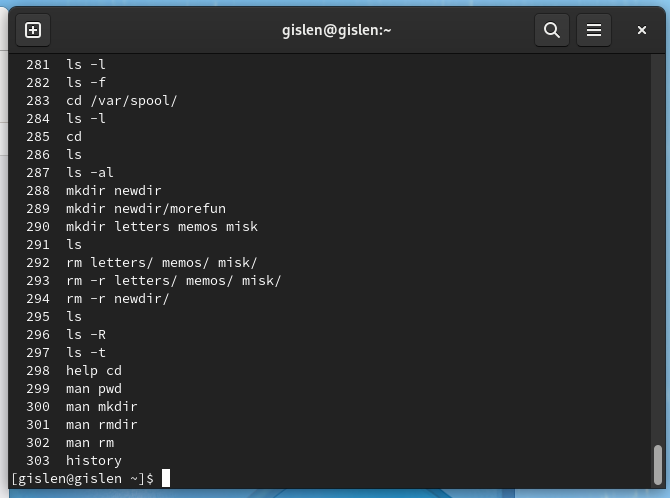 gislen@gislen:~
281 ls -l
282 ls -f
283 cd /var/spool/
284 ls -l
285 cd
286 ls
287 ls -al
288 mkdir newdir
289 mkdir newdir/morefun
290 mkdir letters memos misk
291 ls
292 rm letters/ memos/ misk/
293 rm -r letters/ memos/ misk/
294 rm -r newdir/
295 ls
296 ls -R
297 ls -t
298 help cd
299 man pwd
300 man mkdir
301 man rmdir
302 man rm
303 history
[gislen@gislen ~]$